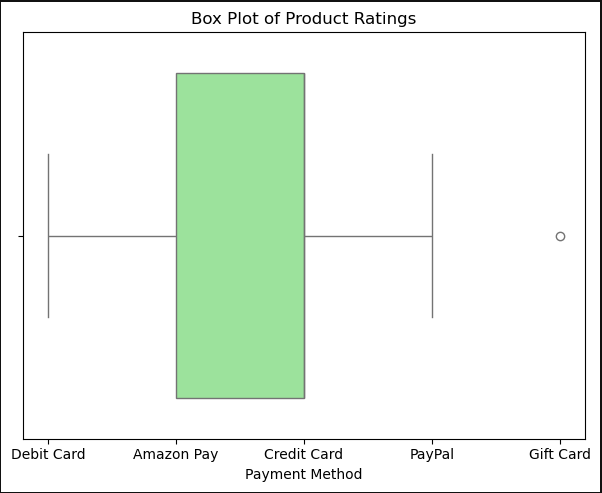 Box Plot of Product Ratings
Debit Card Amazon Pay Credit Card PayPal Gift Card
Payment Method